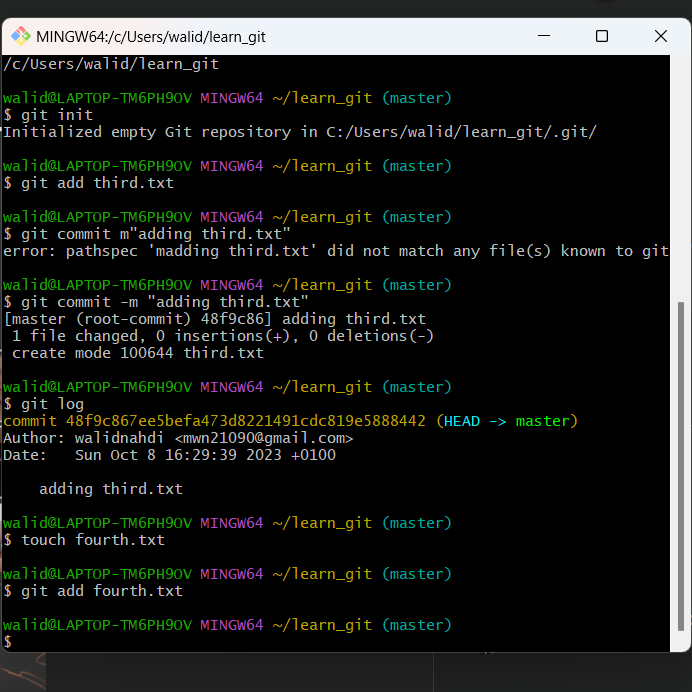 MINGW64:/c/Users/walid/learn_git
/c/Users/walid/learn_git
walid@LAPTOP-TM6PH9OV MINGW64 ~/learn_git (master)
$ git init
Initialized empty Git repository in C:/Users/walid/learn_git/.git/
walid@LAPTOP-TM6PH9OV MINGW64 ~/learn_git (master)
$ git add third.txt
walid@LAPTOP-TM6PH9OV MINGW64 ~/learn_git (master)
$ git commit m"adding third.txt"
error: pathspec 'madding third.txt' did not match any file(s) known to git
walid@LAPTOP-TM6PH9OV MINGW64 ~/learn_git (master)
$ git commit -m "adding third.txt"
[master (root-commit) 48f9c86] adding third.txt
 1 file changed, 0 insertions(+), 0 deletions(-)
 create mode 100644 third.txt
walid@LAPTOP-TM6PH9OV MINGW64 ~/learn_git (master)
$ git log
commit 48f9c867ee5befa473d8221491cdc819e5888442 (HEAD -> master)
Author: walidnahdi <mwn21090@gmail.com>
Date:   Sun Oct 8 16:29:39 2023 +0100
    adding third.txt
walid@LAPTOP-TM6PH9OV MINGW64 ~/learn_git (master)
$ touch fourth.txt
walid@LAPTOP-TM6PH9OV MINGW64 ~/learn_git (master)
$ git add fourth.txt
walid@LAPTOP-TM6PH9OV MINGW64 ~/learn_git (master)
$